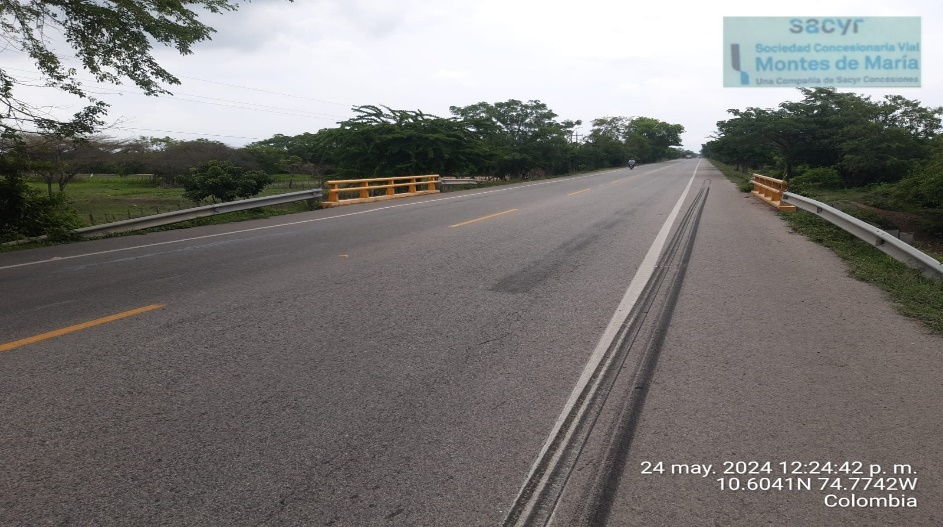 sacyr
Sociedad Concesionaria Vial
Montes de María
Una Compañía de Sacyr Concesiones
24 may. 2024 12:24:42 p. m.
10.6041N 74.7742W
Colombia